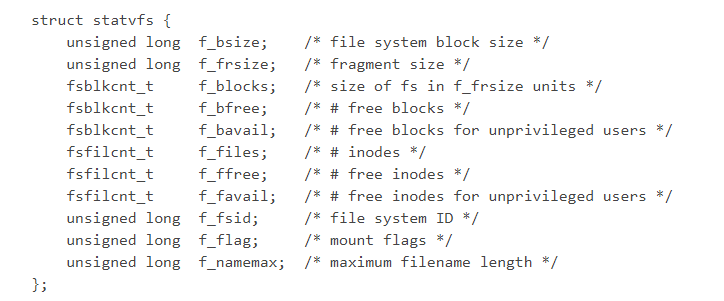 struct statvfs {
    unsigned long  f_bsize;    /* file system block size */
    unsigned long  f_frsize;   /* fragment size */
    fsblkcnt_t     f_blocks;   /* size of fs in f_frsize units */
    fsblkcnt_t     f_bfree;    /* # free blocks */
    fsblkcnt_t     f_bavail;   /* # free blocks for unprivileged users */
    fsfilcnt_t     f_files;    /* # inodes */
    fsfilcnt_t     f_ffree;    /* # free inodes */
    fsfilcnt_t     f_favail;   /* # free inodes for unprivileged users */
    unsigned long  f_fsid;     /* file system ID */
    unsigned long  f_flag;     /* mount flags */
    unsigned long  f_namemax;  /* maximum filename length */
};